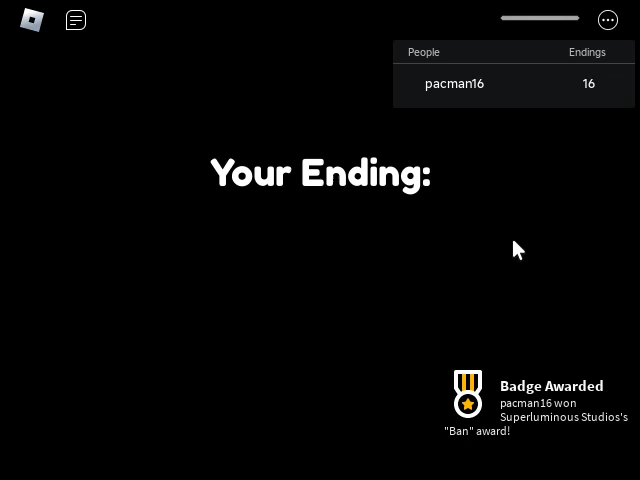 People Endings
pacman16 16
Your Ending:
Badge Awarded
pacman16 won
Superluminous Studios's
"Ban" award!